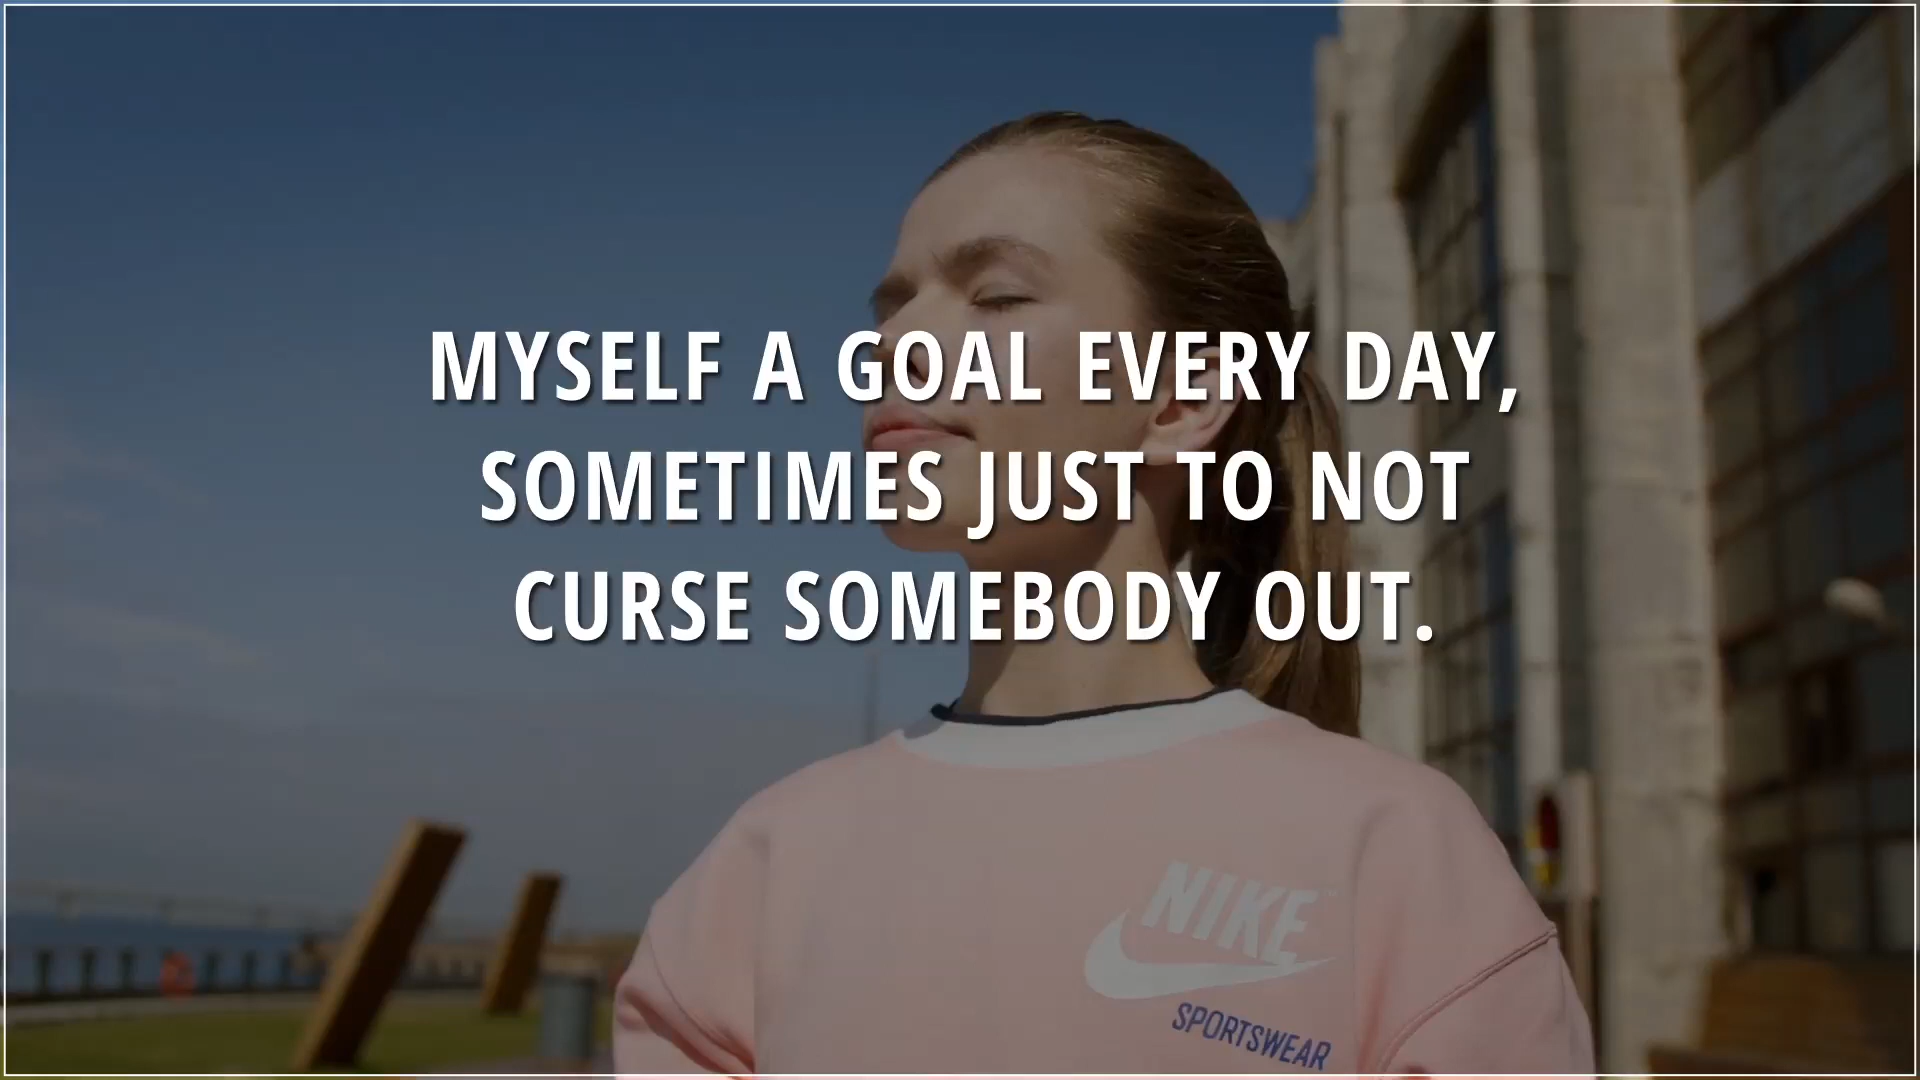 MYSELF A GOAL EVERY DAY,
SOMETIMES JUST TO NOT
CURSE SOMEBODY OUT.
NIKE
SPORTSWEAR